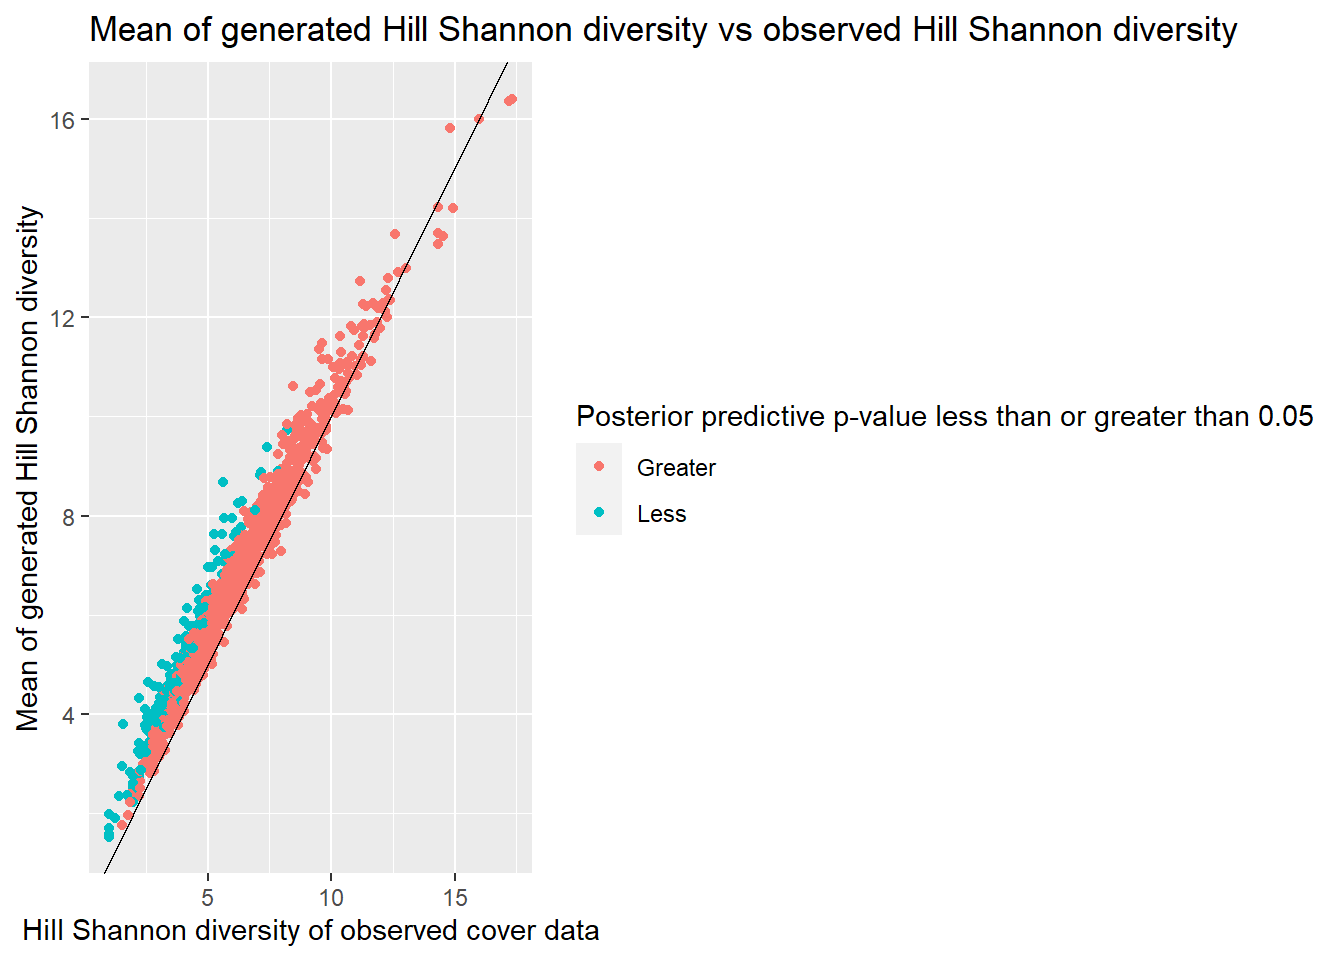 Mean of generated Hill Shannon diversity vs observed Hill Shannon diversity
Mean of generated Hill Shannon diversity
16
12
8
4
5 10 15
Hill Shannon diversity of observed cover data
Posterior predictive p-value less than or greater than 0.05
Greater
Less